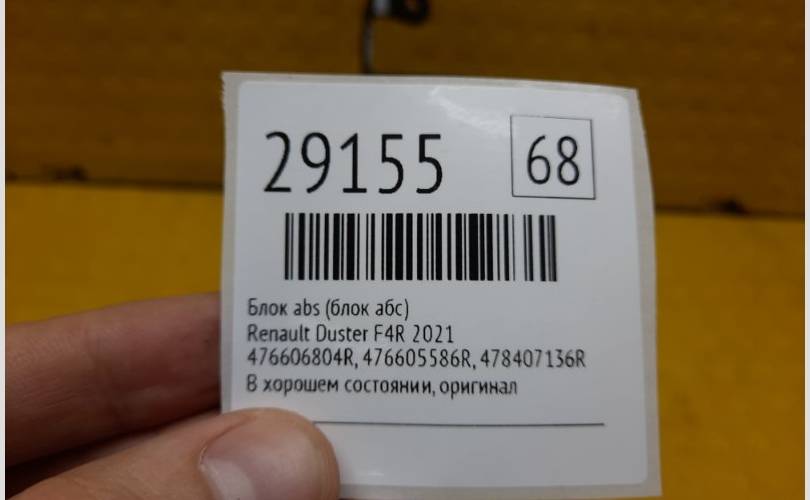 29155 68
Блок abs (блок абс)
Renault Duster F4R 2021
476606804R, 476605586R, 478407136R
В хорошем состоянии, оригинал